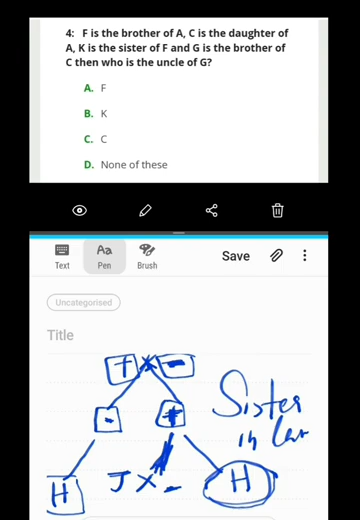 4: F is the brother of A, C is the daughter of
A, K is the sister of F and G is the brother of
C then who is the uncle of G?
A. F
B. K
C. C
D. None of these
Aa
Text Pen Brush Save
Uncategorised
Title
+ x -
- +
Sister
in law
H J x - H